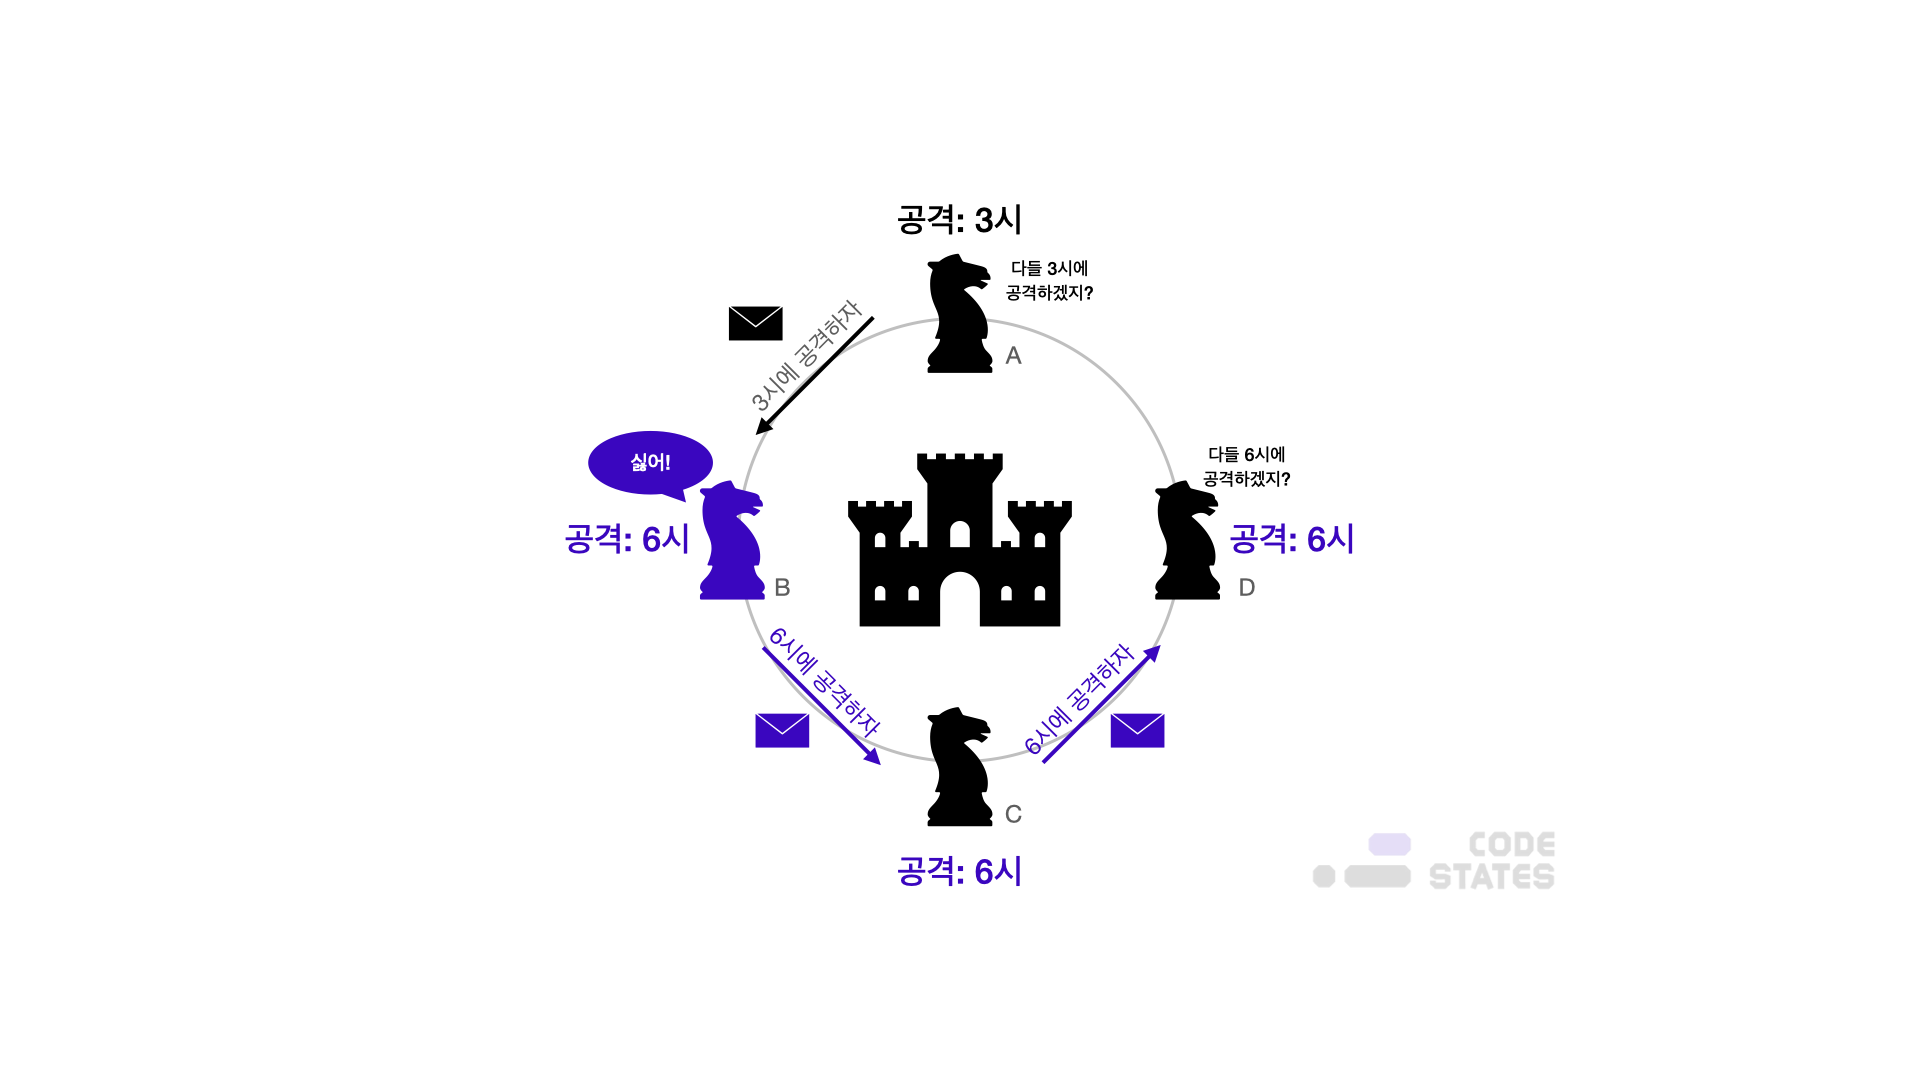 공격: 3시
다들 3시에
공격하겠지?
3시에 공격하자
A
싫어!
다들 6시에
공격하겠지?
공격: 6시
공격: 6시
B
D
6시에 공격하자
6시에 공격하자
C
공격: 6시
CODE
STATES